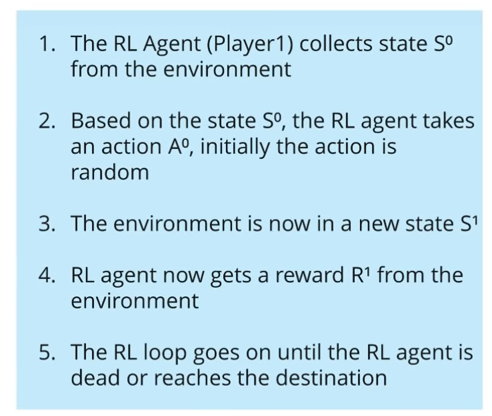 1. The RL Agent (Player1) collects state S⁰
from the environment
2. Based on the state S⁰, the RL agent takes
an action A⁰, initially the action is
random
3. The environment is now in a new state S¹
4. RL agent now gets a reward R¹ from the
environment
5. The RL loop goes on until the RL agent is
dead or reaches the destination